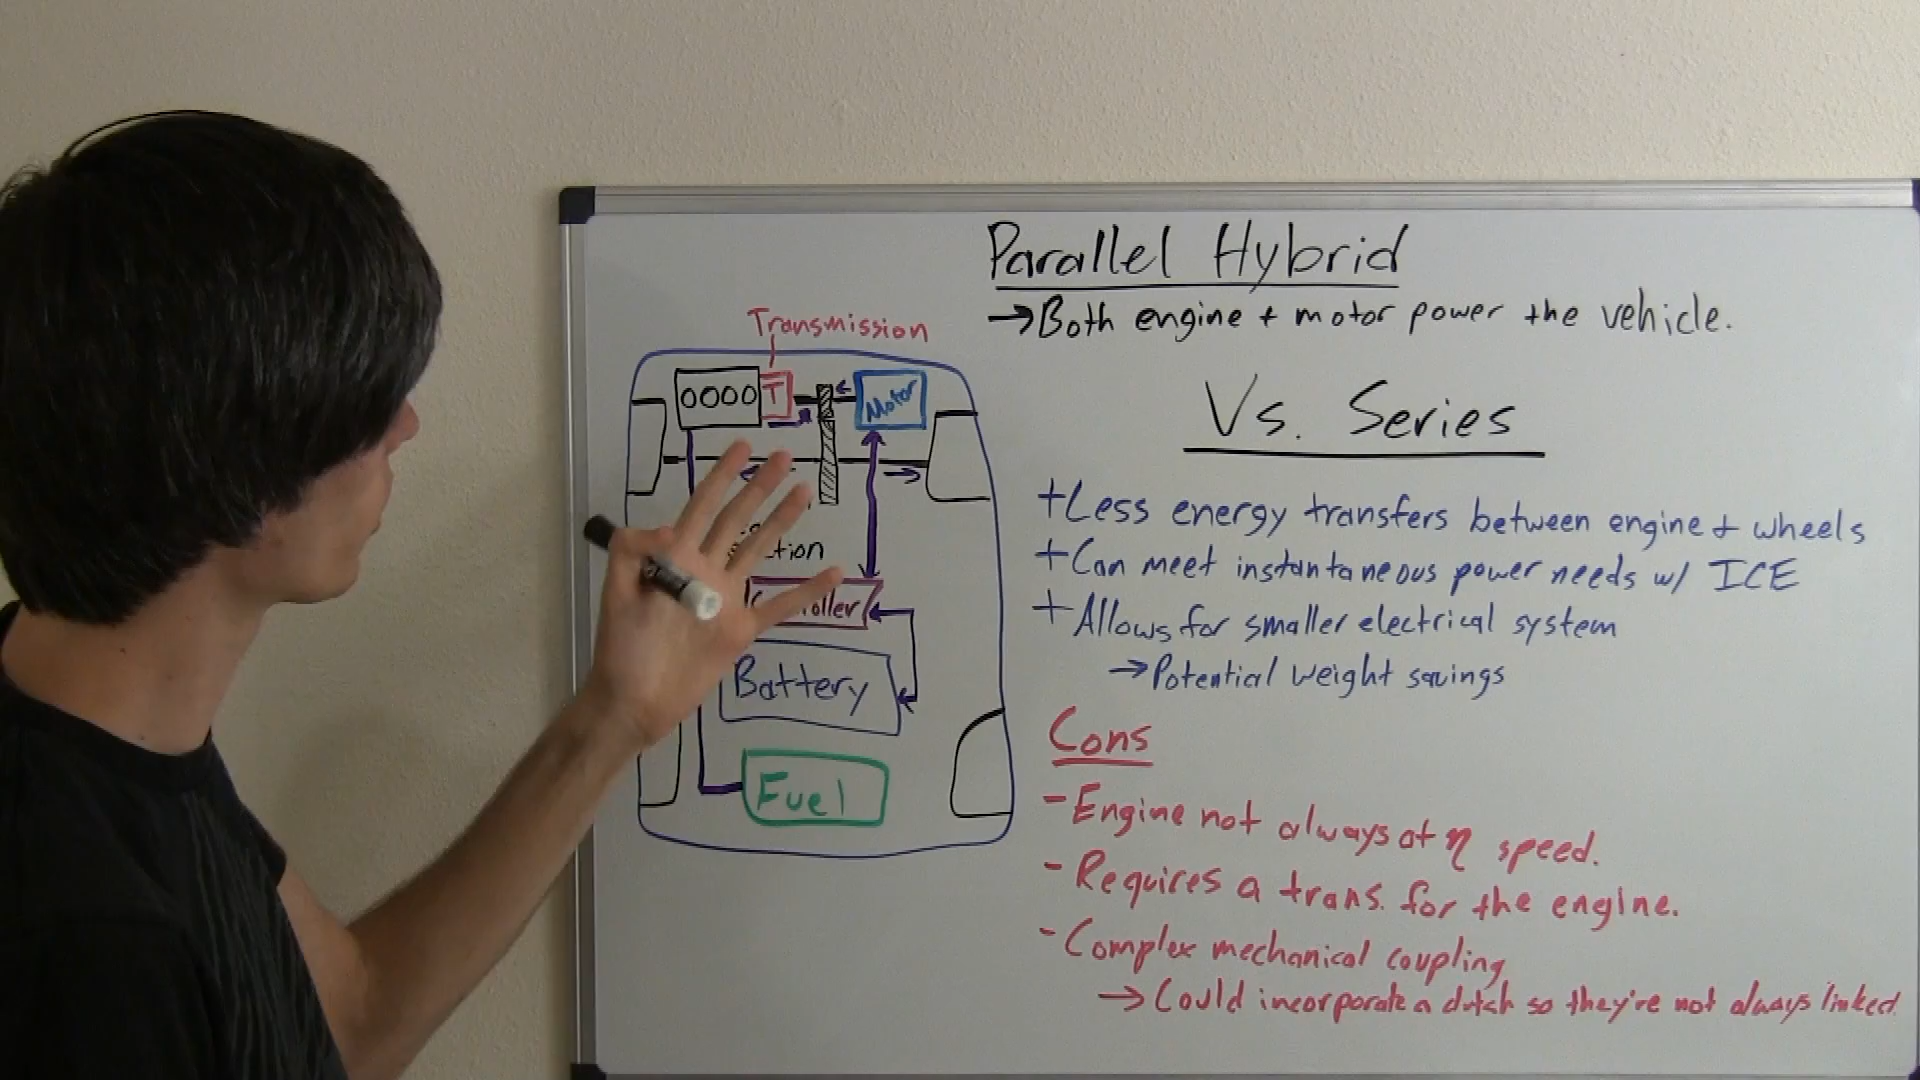 Parallel Hybrid
→Both engine + motor power the vehicle.
Transmission
0000
T
Motor
Vs. Series
+Less energy transfers between engine + wheels
+Can meet instantaneous power needs w/ ICE
+Allows for smaller electrical system
→Potential weight savings
Battery
Fuel
Cons
-Engine not always at η speed.
-Requires a trans. for the engine.
-Complex mechanical coupling
→Could incorporate a clutch so they're not always linked.